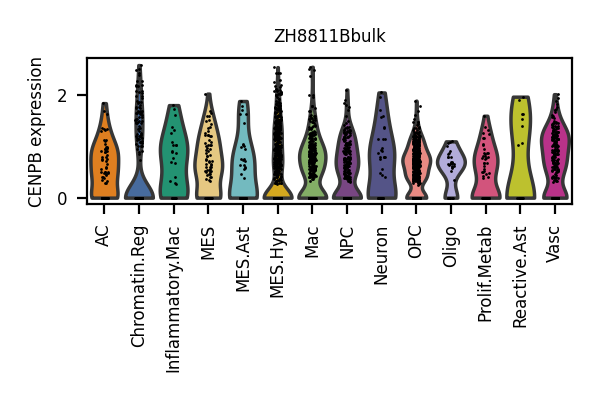 ZH8811Bbulk
CENPB expression
2
0
AC
Chromatin.Reg
Inflammatory.Mac
MES
MES.Ast
MES.Hyp
Mac
NPC
Neuron
OPC
Oligo
Prolif.Metab
Reactive.Ast
Vasc